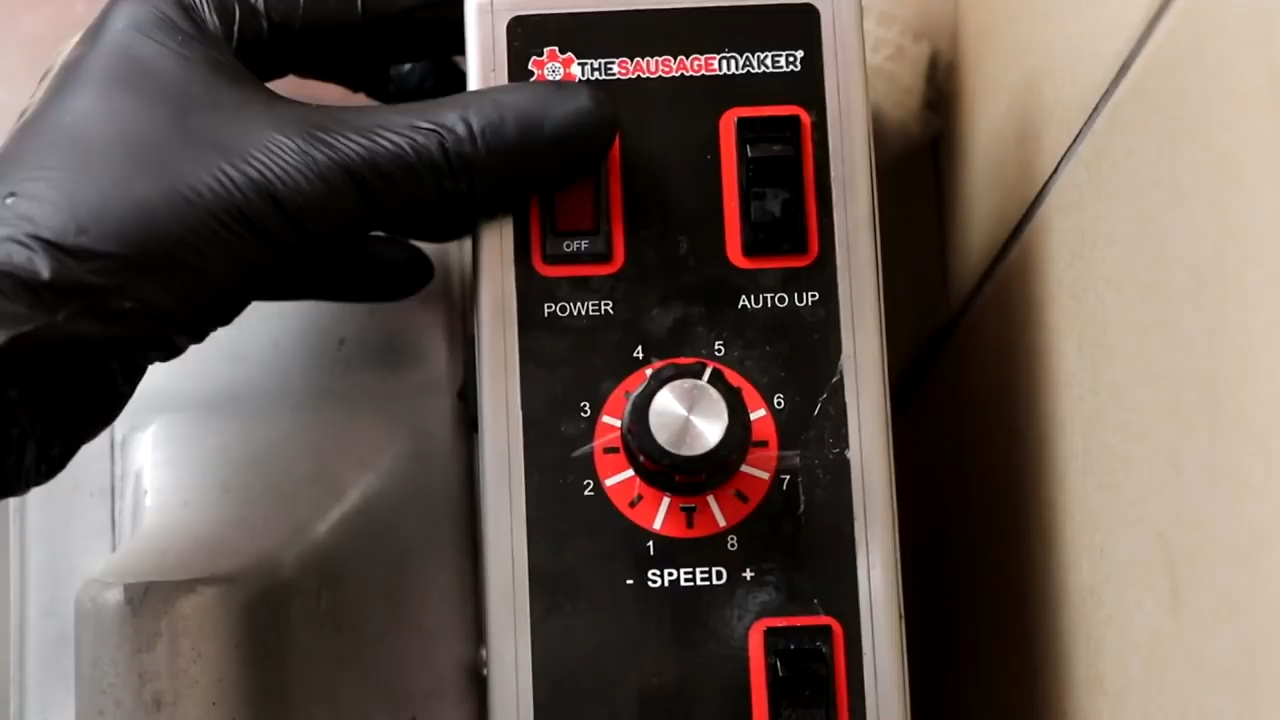 THESAUSAGEMAKER
OFF
POWER
AUTO UP
4 5
3 6
2 7
1 8
- SPEED +